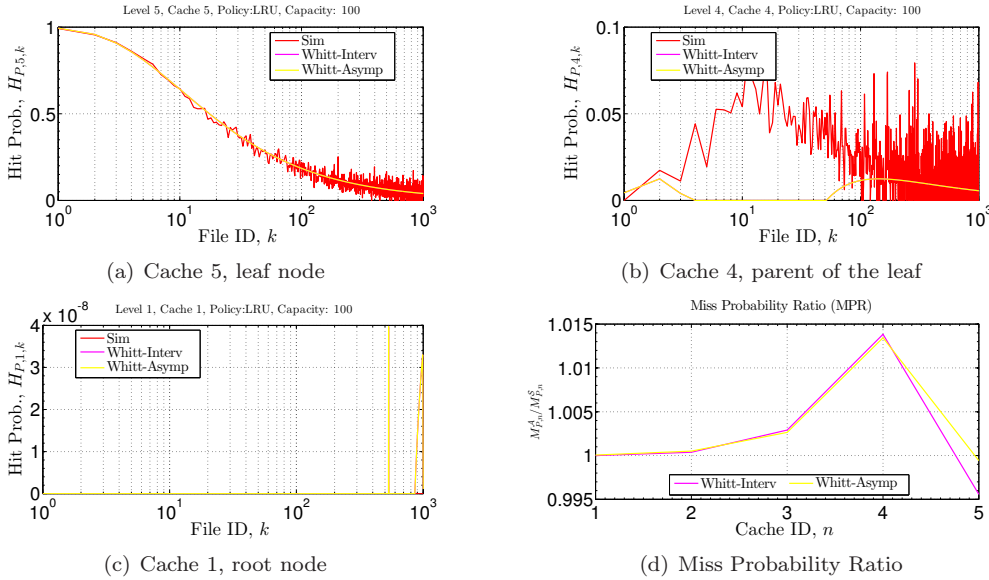 Level 5, Cache 5, Policy:LRU, Capacity: 100
1
0.5
0
Hit Prob., H_{P,5,k}
Sim
Whitt-Interv
Whitt-Asymp
10^0 10^1 10^2 10^3
File ID, k
(a) Cache 5, leaf node
Level 4, Cache 4, Policy:LRU, Capacity: 100
0.1
0.05
0
Hit Prob., H_{P,4,k}
Sim
Whitt-Interv
Whitt-Asymp
10^0 10^1 10^2 10^3
File ID, k
(b) Cache 4, parent of the leaf
Level 1, Cache 1, Policy:LRU, Capacity: 100
x 10^-8
4
3
2
1
0
Hit Prob., H_{P,1,k}
Sim
Whitt-Interv
Whitt-Asymp
10^0 10^1 10^2 10^3
File ID, k
(c) Cache 1, root node
Miss Probability Ratio (MPR)
1.015
1.01
1.005
1
0.995
M^A_{P,n}/M^S_{P,n}
Whitt-Interv Whitt-Asymp
1 2 3 4 5
Cache ID, n
(d) Miss Probability Ratio